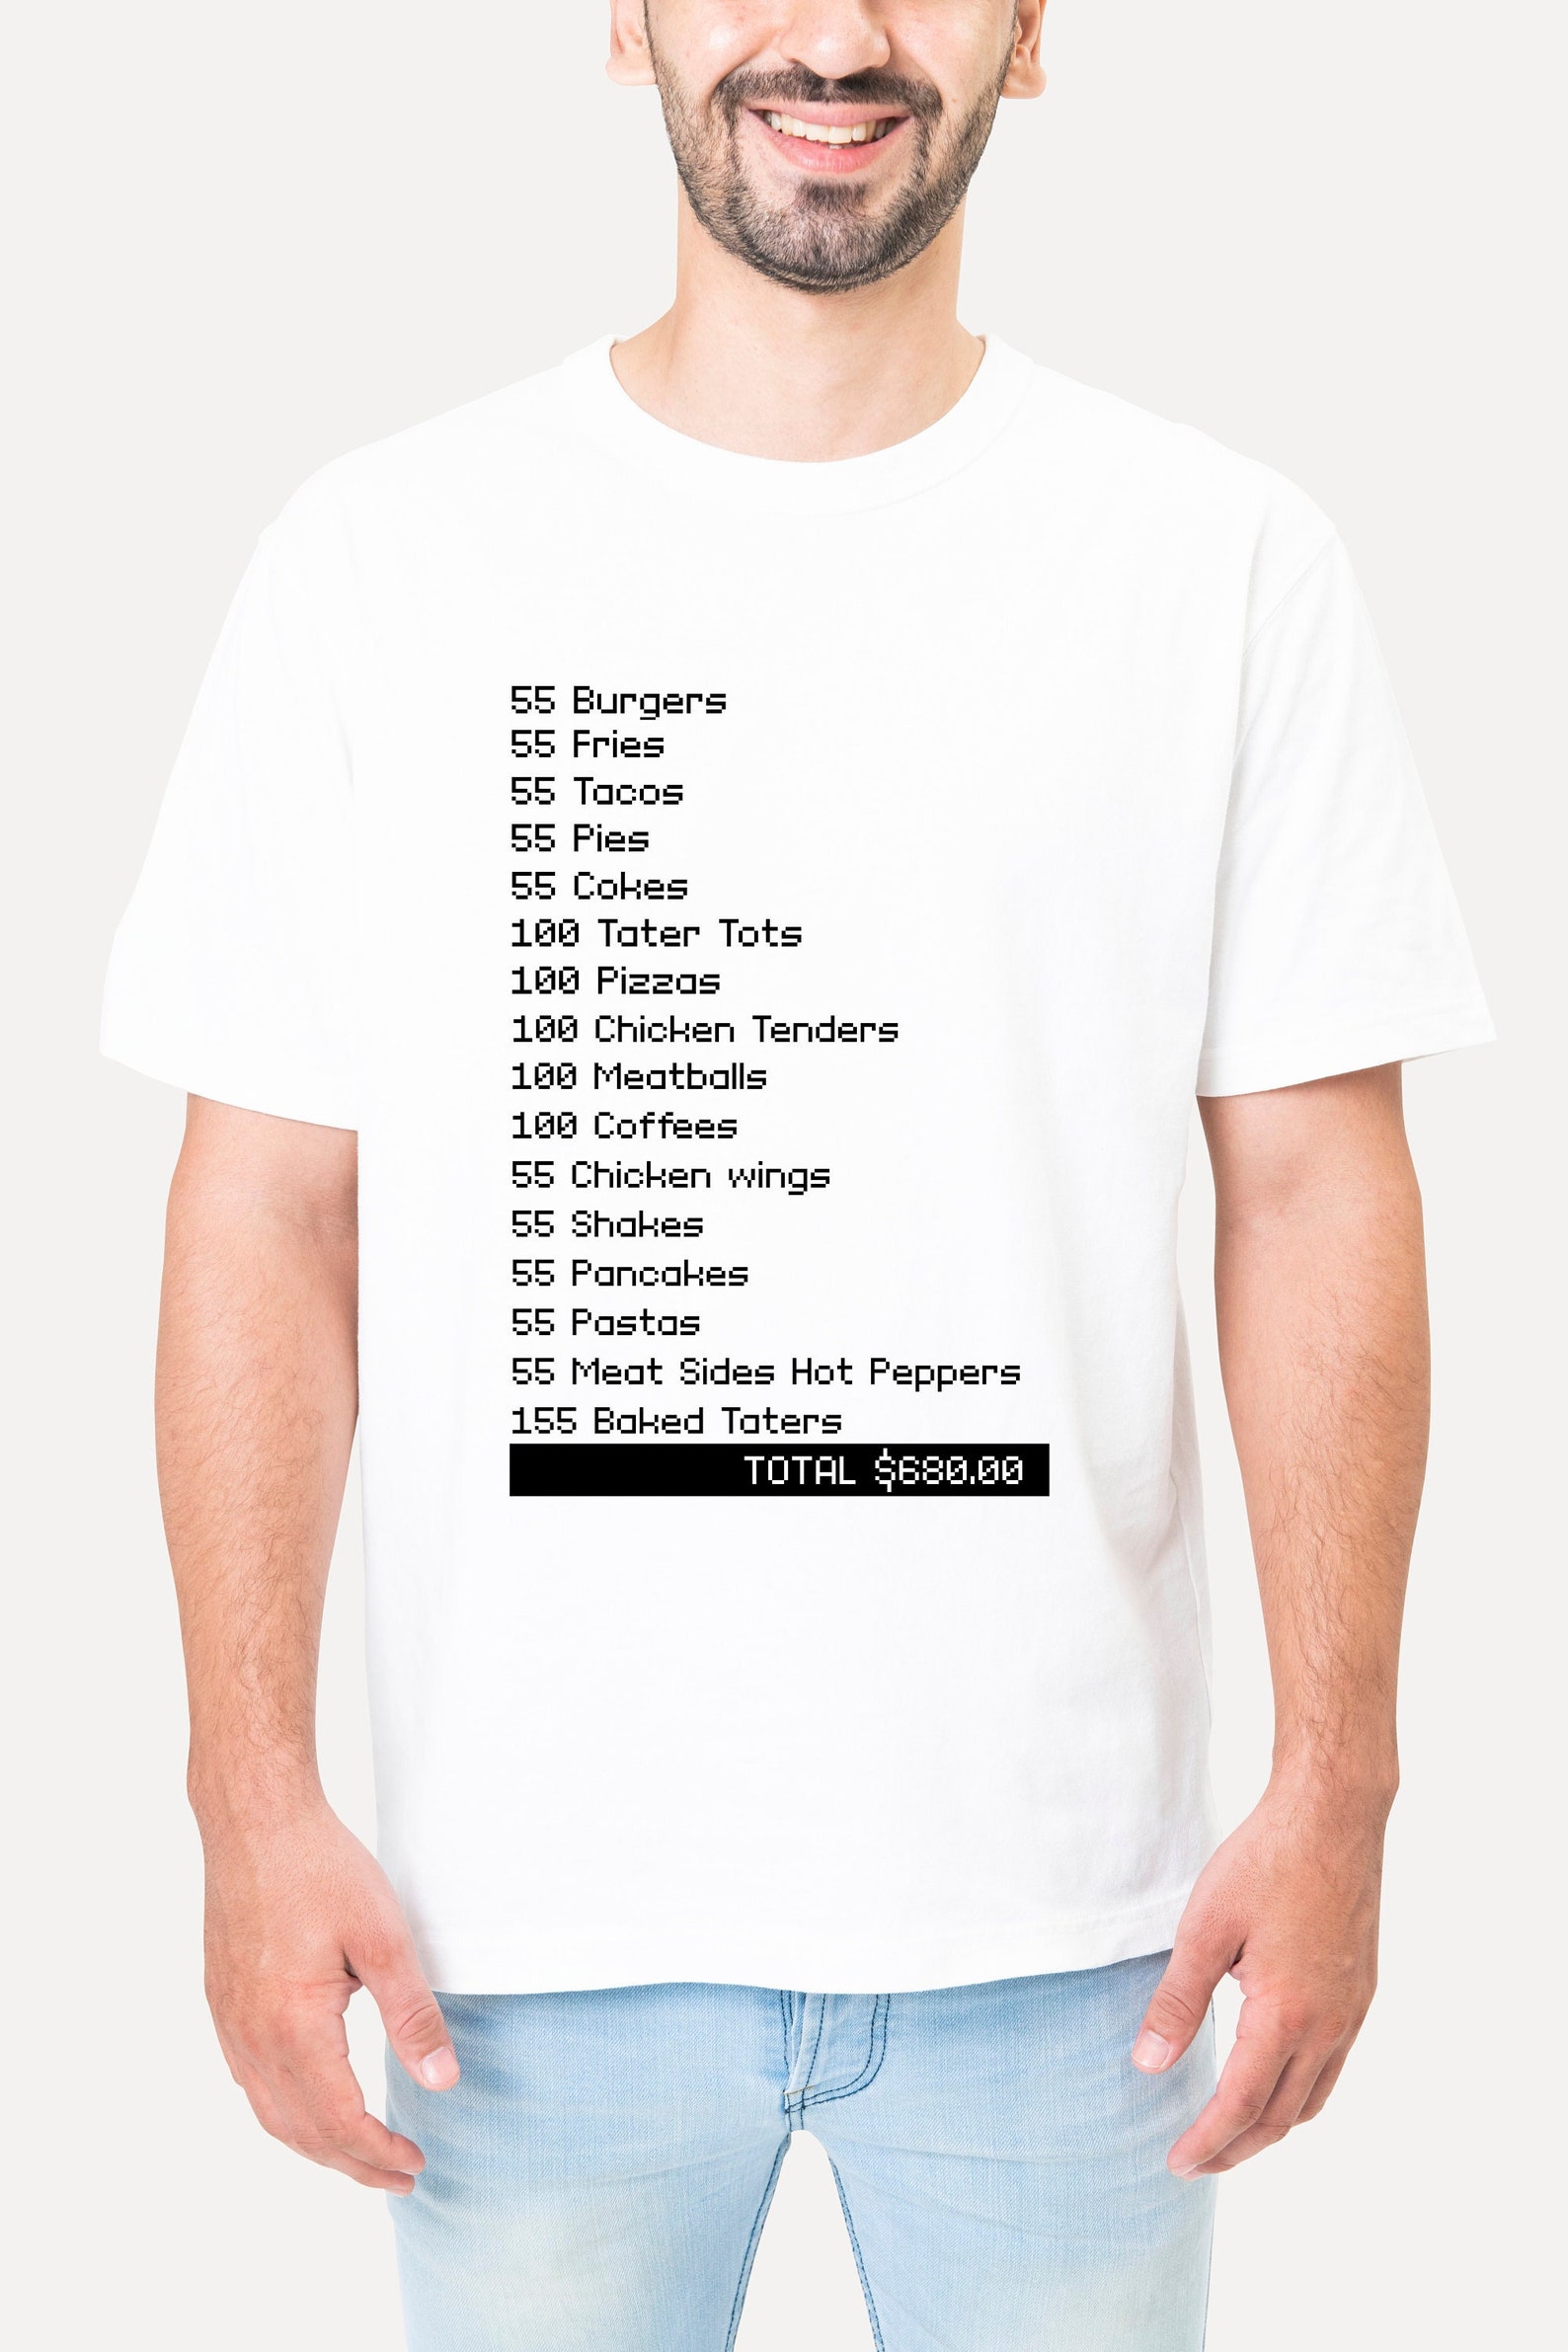 55 Burgers
55 Fries
55 Tacos
55 Pies
55 Cokes
100 Tater Tots
100 Pizzas
100 Chicken Tenders
100 Meatballs
100 Coffees
55 Chicken wings
55 Shakes
55 Pancakes
55 Pastas
55 Meat Sides Hot Peppers
155 Baked Taters
TOTAL $680.00